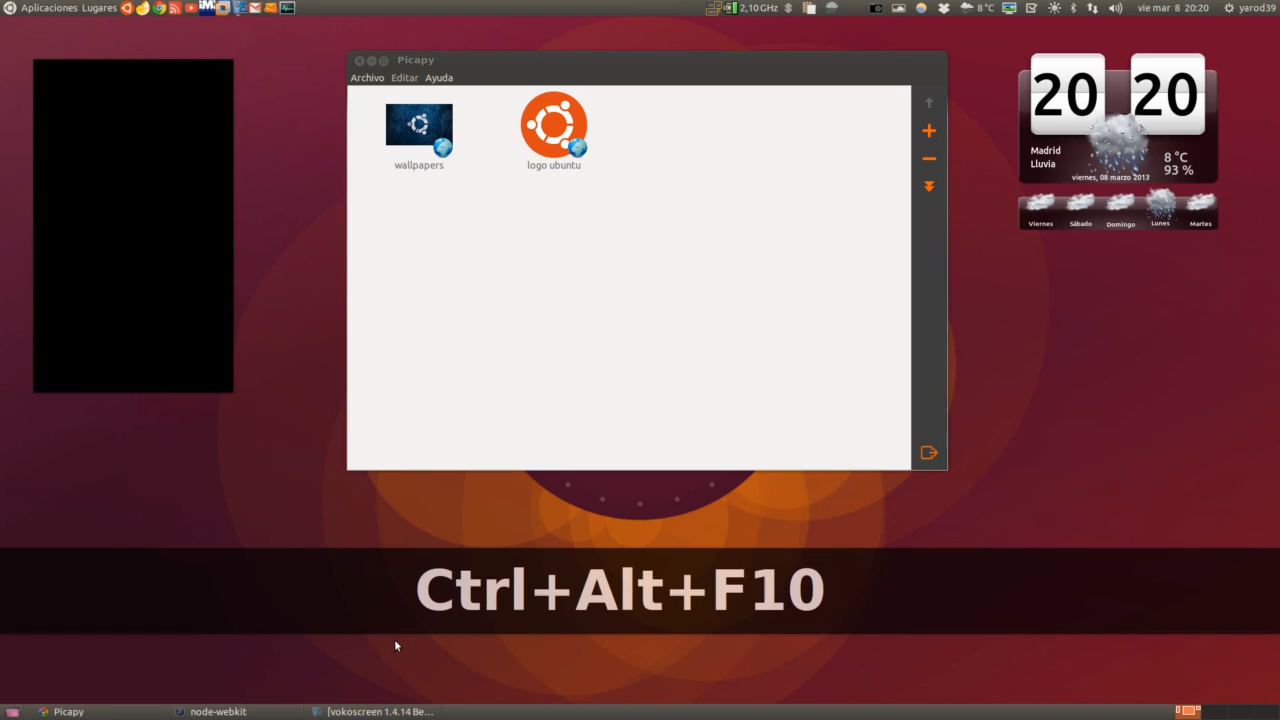 Aplicaciones Lugares 2,10 GHz 8 °C vie mar 8 20:20 yarod39
Picapy
Archivo Editar Ayuda
wallpapers logo ubuntu
20 20
Madrid
Lluvia
8 °C
93 %
viernes, 08 marzo 2013
Viernes Sábado Domingo Lunes Martes
Ctrl+Alt+F10
Picapy node-webkit [vokoscreen 1.4.14 Be...